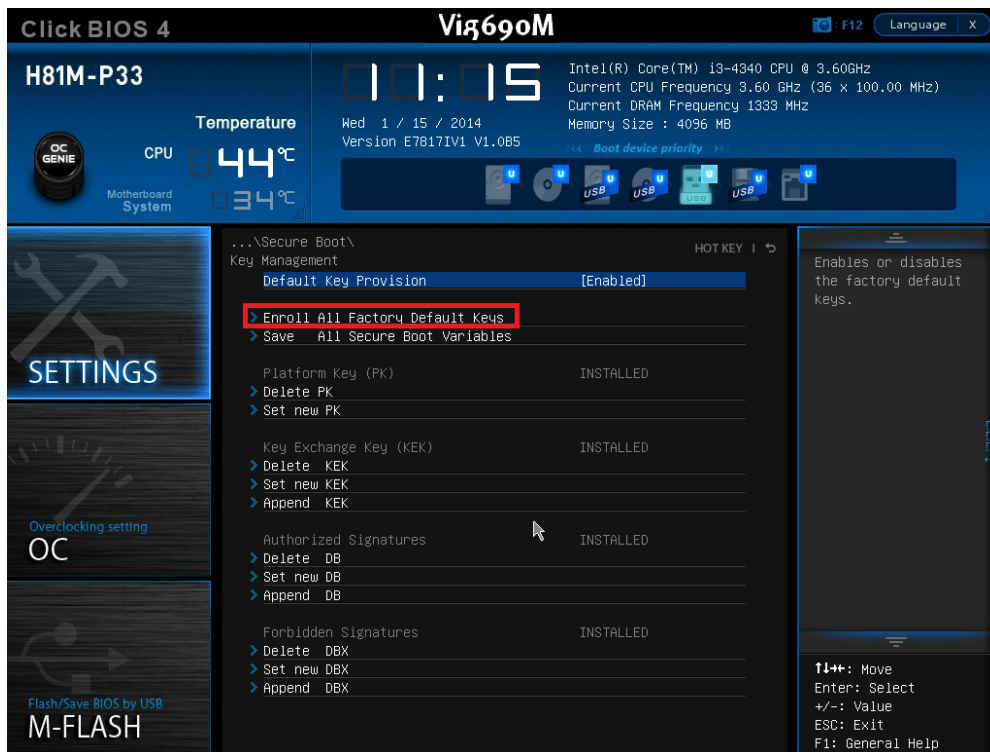 Click BIOS 4
Vig690M
: F12
Language
X
H81M-P33
11:15
Intel(R) Core(TM) i3-4340 CPU @ 3.60GHz
Current CPU Frequency 3.60 GHz (36 x 100.00 MHz)
Current DRAM Frequency 1333 MHz
Memory Size : 4096 MB
Temperature
Wed 1 / 15 / 2014
Version E7817IV1 V1.0B5
Boot device priority
OC
GENIE
CPU
44°C
Motherboard
System
34°C
U U U U U U U
USB USB USB USB
...\Secure Boot\
Key Management
HOT KEY
Default Key Provision [Enabled]
Enroll All Factory Default Keys
Save All Secure Boot Variables
Platform Key (PK) INSTALLED
Delete PK
Set new PK
Key Exchange Key (KEK) INSTALLED
Delete KEK
Set new KEK
Append KEK
Authorized Signatures INSTALLED
Delete DB
Set new DB
Append DB
Forbidden Signatures INSTALLED
Delete DBX
Set new DBX
Append DBX
SETTINGS
Overclocking setting
OC
Flash/Save BIOS by USB
M-FLASH
Enables or disables
the factory default
keys.
↑↓→←: Move
Enter: Select
+/-: Value
ESC: Exit
F1: General Help